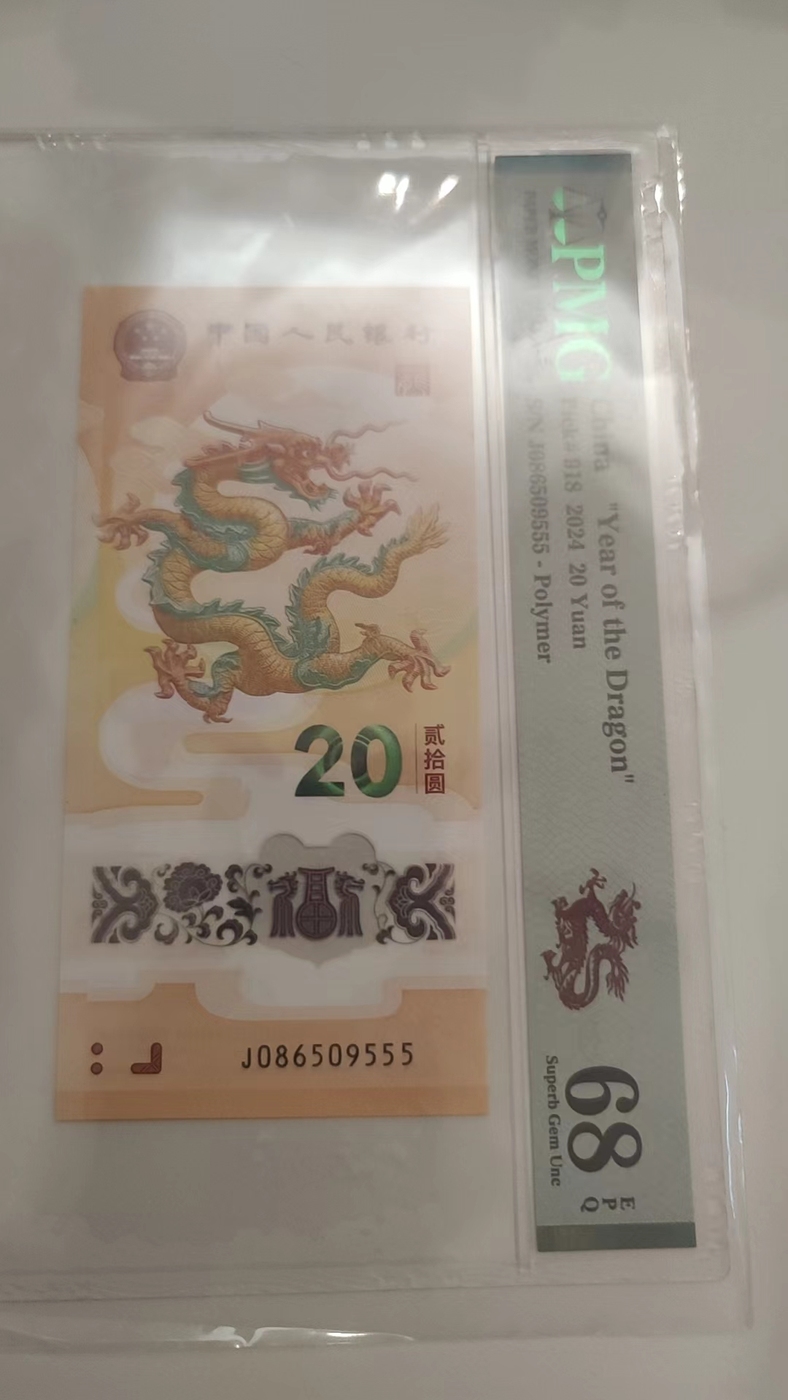 中国人民银行
20
贰拾圆
J086509555
PMG
China "Year of the Dragon"
2024 20 Yuan
S/N J086509555 - Polymer
68
EPQ
Superb Gem Unc